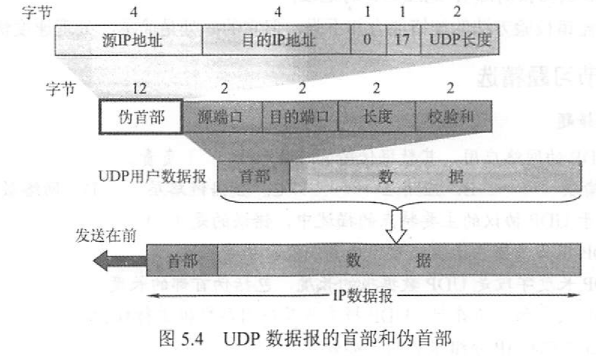 字节 4 4 1 1 2
源IP地址 目的IP地址 0 17 UDP长度
字节 12 2 2 2 2
伪首部 源端口 目的端口 长度 校验和
UDP用户数据报 首部 数 据
发送在前
首部 数 据
IP数据报
图 5.4 UDP 数据报的首部和伪首部